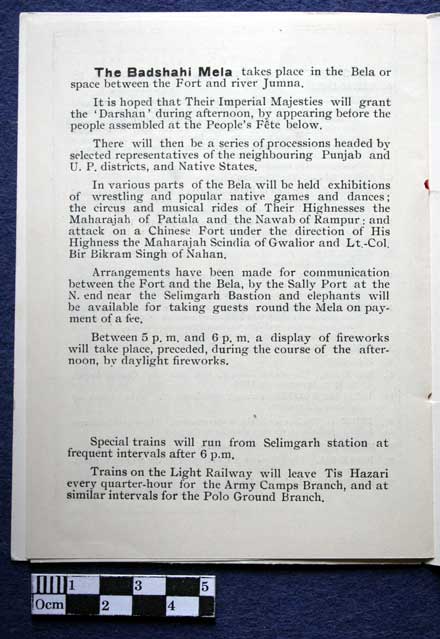 The Badshahi Mela takes place in the Bela or
space between the Fort and river Jumna.
It is hoped that Their Imperial Majesties will grant
the 'Darshan' during afternoon, by appearing before the
people assembled at the People's Fête below.
There will then be a series of processions headed by
selected representatives of the neighbouring Punjab and
U. P. districts, and Native States.
In various parts of the Bela will be held exhibitions
of wrestling and popular native games and dances;
the circus and musical rides of Their Highnesses the
Maharajah of Patiala and the Nawab of Rampur; and
attack on a Chinese Fort under the direction of His
Highness the Maharajah Scindia of Gwalior and Lt.-Col.
Bir Bikram Singh of Nahan.
Arrangements have been made for communication
between the Fort and the Bela, by the Sally Port at the
N. end near the Selimgarh Bastion and elephants will
be available for taking guests round the Mela on pay-
ment of a fee.
Between 5 p. m. and 6 p. m. a display of fireworks
will take place, preceded, during the course of the after-
noon, by daylight fireworks.
Special trains will run from Selimgarh station at
frequent intervals after 6 p.m.
Trains on the Light Railway will leave Tis Hazari
every quarter-hour for the Army Camps Branch, and at
similar intervals for the Polo Ground Branch.
1 3 5
0cm 2 4